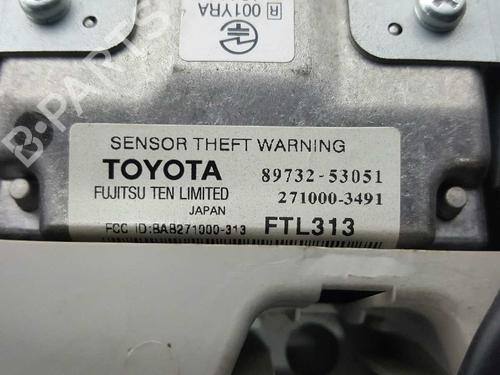 R 001YRA
SENSOR THEFT WARNING
TOYOTA 89732-53051
FUJITSU TEN LIMITED 271000-3491
JAPAN
FCC ID:BAB271000-313 FTL313
B-PARTS